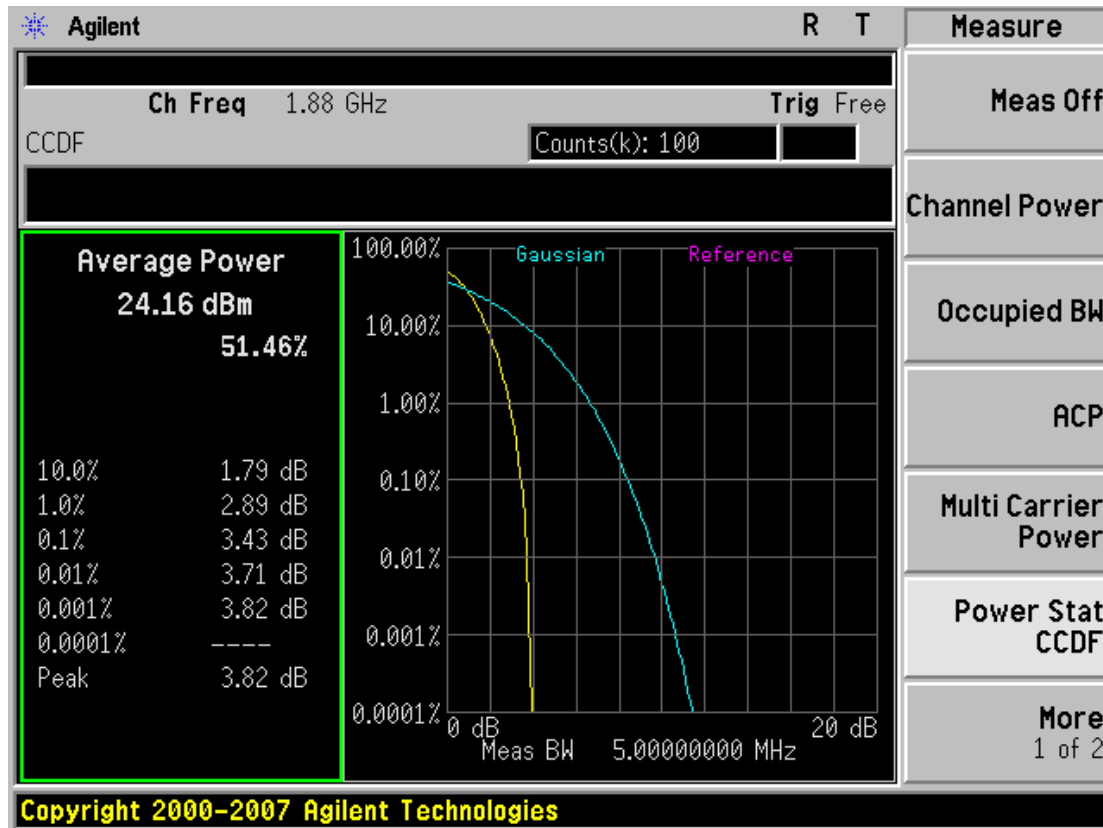 Agilent R T
Ch Freq 1.88 GHz Trig Free
CCDF Counts(k): 100
Average Power
24.16 dBm
51.46%
10.0% 1.79 dB
1.0% 2.89 dB
0.1% 3.43 dB
0.01% 3.71 dB
0.001% 3.82 dB
0.0001% ----
Peak 3.82 dB
Gaussian Reference
100.00%
10.00%
1.00%
0.10%
0.01%
0.001%
0.0001%
0 dB 20 dB
Meas BW 5.00000000 MHz
Measure
Meas Off
Channel Power
Occupied BW
ACP
Multi Carrier
Power
Power Stat
CCDF
More
1 of 2
Copyright 2000-2007 Agilent Technologies